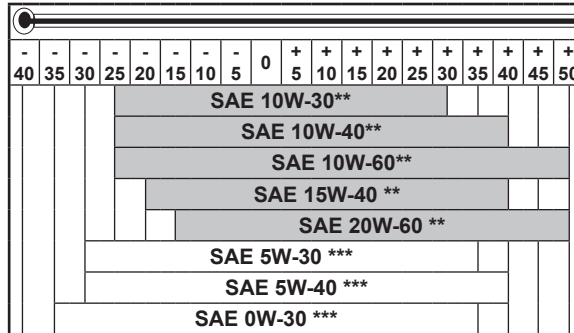 - - - - - - - - 0 + + + + + + + + + +
40 35 30 25 20 15 10 5 5 10 15 20 25 30 35 40 45 50
SAE 10W-30**
SAE 10W-40**
SAE 10W-60**
SAE 15W-40 **
SAE 20W-60 **
SAE 5W-30 ***
SAE 5W-40 ***
SAE 0W-30 ***